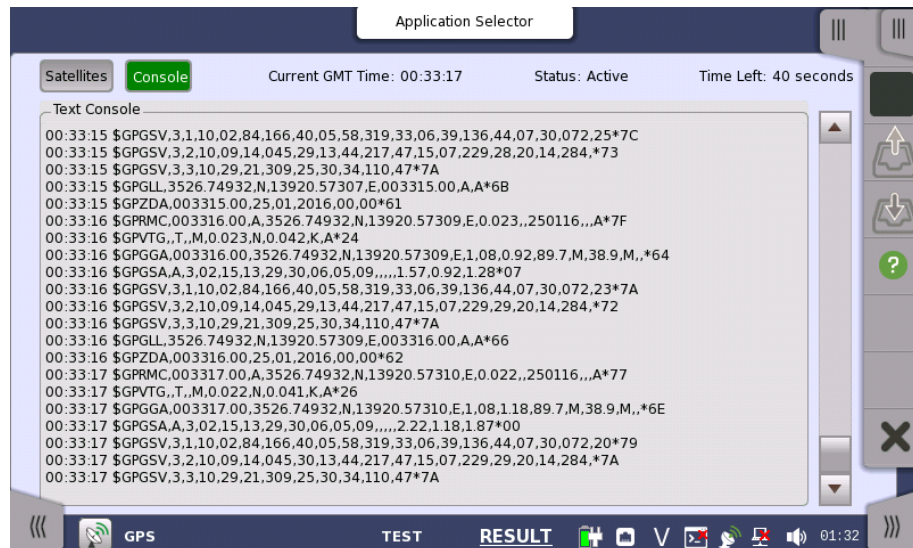 Application Selector
Satellites Console Current GMT Time: 00:33:17 Status: Active Time Left: 40 seconds
Text Console
00:33:15 $GPGSV,3,1,10,02,84,166,40,05,58,319,33,06,39,136,44,07,30,072,25*7C
00:33:15 $GPGSV,3,2,10,09,14,045,29,13,44,217,47,15,07,229,28,20,14,284,*73
00:33:15 $GPGSV,3,3,10,29,21,309,25,30,34,110,47*7A
00:33:15 $GPGLL,3526.74932,N,13920.57307,E,003315.00,A,A*6B
00:33:15 $GPZDA,003315.00,25,01,2016,00,00*61
00:33:16 $GPRMC,003316.00,A,3526.74932,N,13920.57309,E,0.023,,250116,,,A*7F
00:33:16 $GPVTG,,T,,M,0.023,N,0.042,K,A*24
00:33:16 $GPGGA,003316.00,3526.74932,N,13920.57309,E,1,08,0.92,89.7,M,38.9,M,,*64
00:33:16 $GPGSA,A,3,02,15,13,29,30,06,05,09,,,,,1.57,0.92,1.28*07
00:33:16 $GPGSV,3,1,10,02,84,166,40,05,58,319,33,06,39,136,44,07,30,072,23*7A
00:33:16 $GPGSV,3,2,10,09,14,045,29,13,44,217,47,15,07,229,29,20,14,284,*72
00:33:16 $GPGSV,3,3,10,29,21,309,25,30,34,110,47*7A
00:33:16 $GPGLL,3526.74932,N,13920.57309,E,003316.00,A,A*66
00:33:16 $GPZDA,003316.00,25,01,2016,00,00*62
00:33:17 $GPRMC,003317.00,A,3526.74932,N,13920.57310,E,0.022,,250116,,,A*77
00:33:17 $GPVTG,,T,,M,0.022,N,0.041,K,A*26
00:33:17 $GPGGA,003317.00,3526.74932,N,13920.57310,E,1,08,1.18,89.7,M,38.9,M,,*6E
00:33:17 $GPGSA,A,3,02,15,13,29,30,06,05,09,,,,,2.22,1.18,1.87*00
00:33:17 $GPGSV,3,1,10,02,84,166,40,05,58,319,33,06,39,136,44,07,30,072,20*79
00:33:17 $GPGSV,3,2,10,09,14,045,30,13,44,217,47,15,07,229,29,20,14,284,*7A
00:33:17 $GPGSV,3,3,10,29,21,309,25,30,34,110,47*7A
GPS TEST RESULT V 01:32